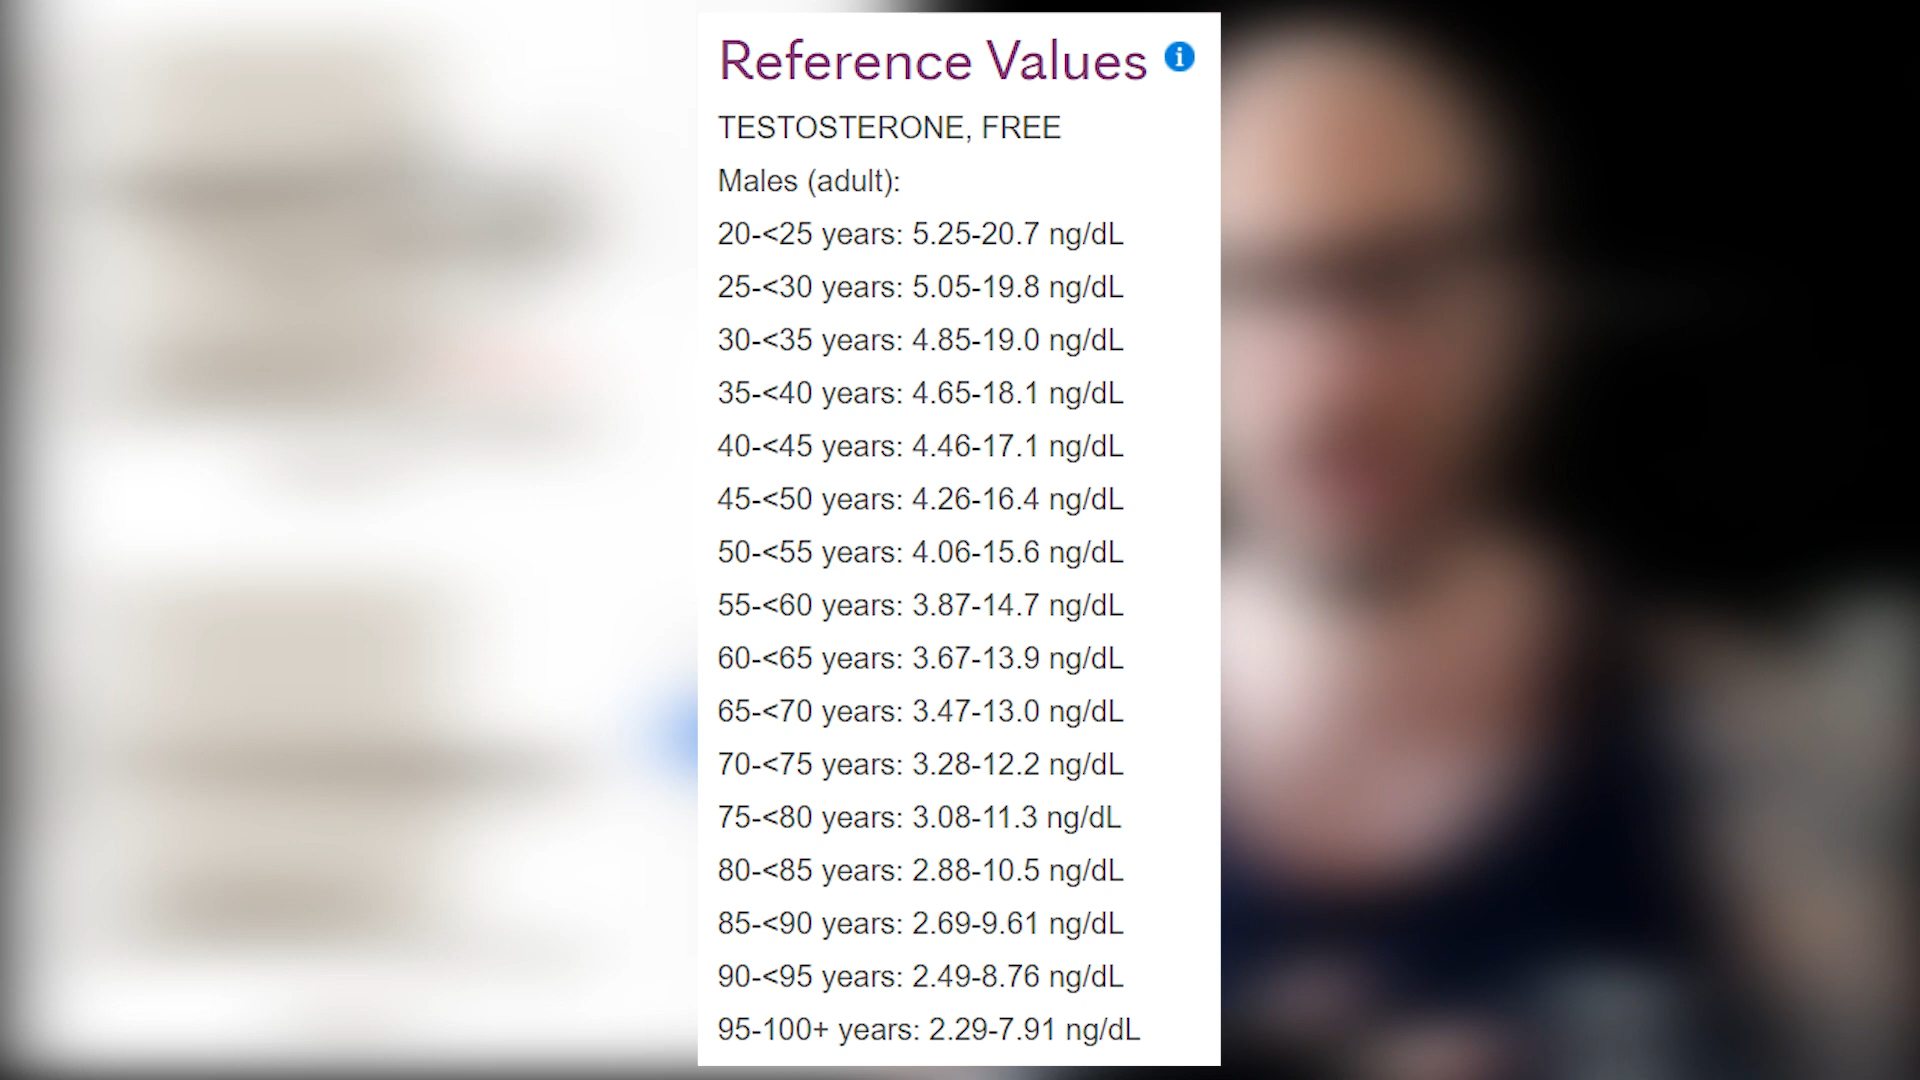 Reference Values
TESTOSTERONE, FREE
Males (adult):
20-<25 years: 5.25-20.7 ng/dL
25-<30 years: 5.05-19.8 ng/dL
30-<35 years: 4.85-19.0 ng/dL
35-<40 years: 4.65-18.1 ng/dL
40-<45 years: 4.46-17.1 ng/dL
45-<50 years: 4.26-16.4 ng/dL
50-<55 years: 4.06-15.6 ng/dL
55-<60 years: 3.87-14.7 ng/dL
60-<65 years: 3.67-13.9 ng/dL
65-<70 years: 3.47-13.0 ng/dL
70-<75 years: 3.28-12.2 ng/dL
75-<80 years: 3.08-11.3 ng/dL
80-<85 years: 2.88-10.5 ng/dL
85-<90 years: 2.69-9.61 ng/dL
90-<95 years: 2.49-8.76 ng/dL
95-100+ years: 2.29-7.91 ng/dL